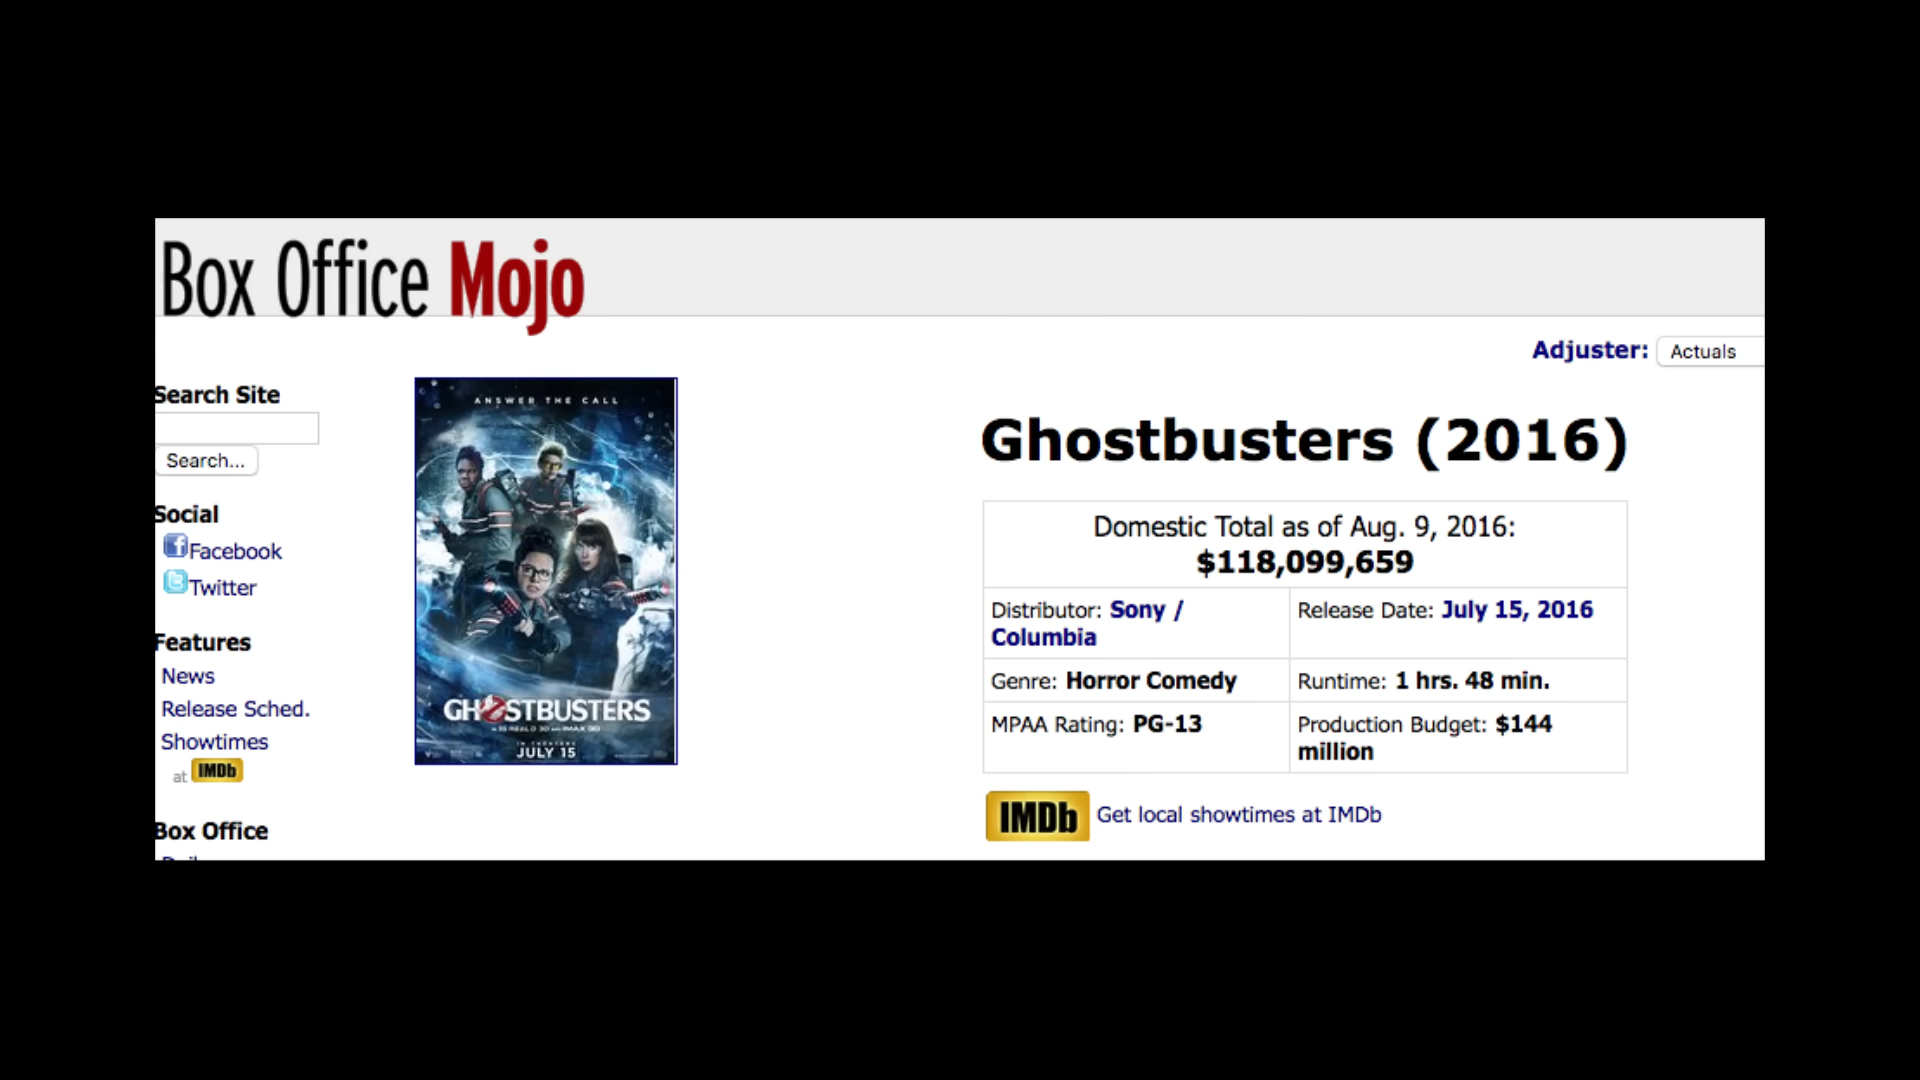 Box Office Mojo
Adjuster: Actuals
Search Site
Search...
Social
Facebook
Twitter
Features
News
Release Sched.
Showtimes
at IMDb
Box Office
ANSWER THE CALL
GHOSTBUSTERS
IN THEATERS
JULY 15
Ghostbusters (2016)
Domestic Total as of Aug. 9, 2016:
$118,099,659
Distributor: Sony /
Columbia
Release Date: July 15, 2016
Genre: Horror Comedy
Runtime: 1 hrs. 48 min.
MPAA Rating: PG-13
Production Budget: $144
million
IMDb Get local showtimes at IMDb